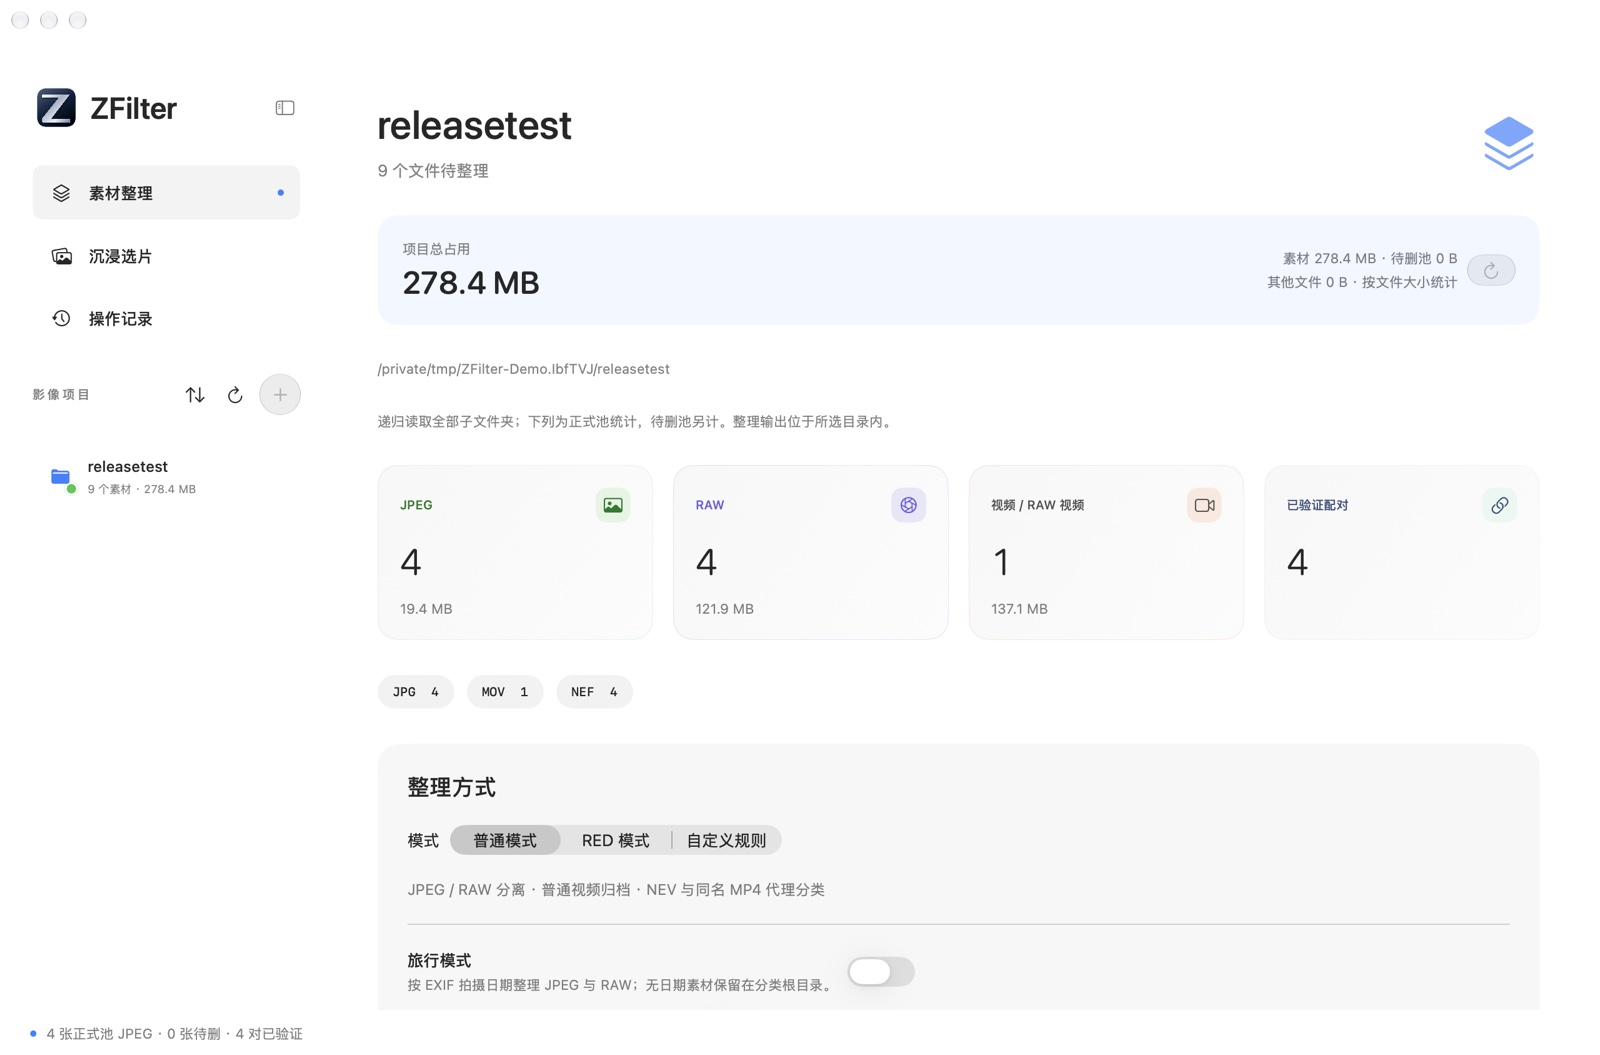 ZFilter
素材整理
沉浸选片
操作记录
影像项目
releasetest
9 个素材 · 278.4 MB
4 张正式池 JPEG · 0 张待删 · 4 对已验证
releasetest
9 个文件待整理
项目总占用
278.4 MB
素材 278.4 MB · 待删池 0 B
其他文件 0 B · 按文件大小统计
/private/tmp/ZFilter-Demo.lbfTVJ/releasetest
递归读取全部子文件夹；下列为正式池统计，待删池另计。整理输出位于所选目录内。
JPEG
4
19.4 MB
RAW
4
121.9 MB
视频 / RAW 视频
1
137.1 MB
已验证配对
4
JPG 4
MOV 1
NEF 4
整理方式
模式 普通模式 RED 模式 自定义规则
JPEG / RAW 分离 · 普通视频归档 · NEV 与同名 MP4 代理分类
旅行模式
按 EXIF 拍摄日期整理 JPEG 与 RAW；无日期素材保留在分类根目录。